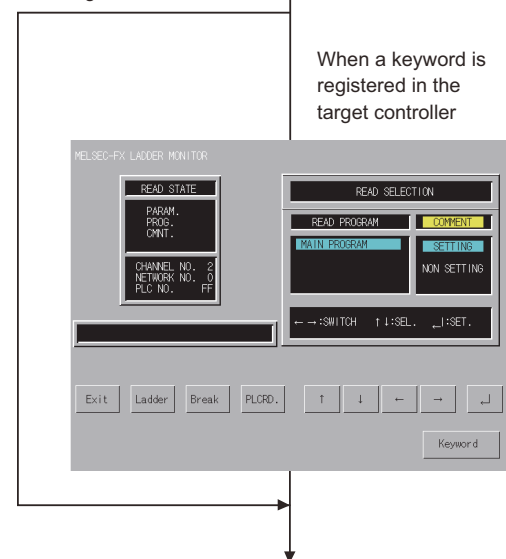 When a keyword is
registered in the
target controller
MELSEC-FX LADDER MONITOR
READ STATE
PARAM.
PROG.
CMNT.
CHANNEL NO. 2
NETWORK NO. 0
PLC NO. FF
READ SELECTION
READ PROGRAM COMMENT
MAIN PROGRAM SETTING
NON SETTING
←→:SWITCH ↑↓:SEL. ↵:SET.
Exit Ladder Break PLCRD. ↑ ↓ ← → ↵
Keyword